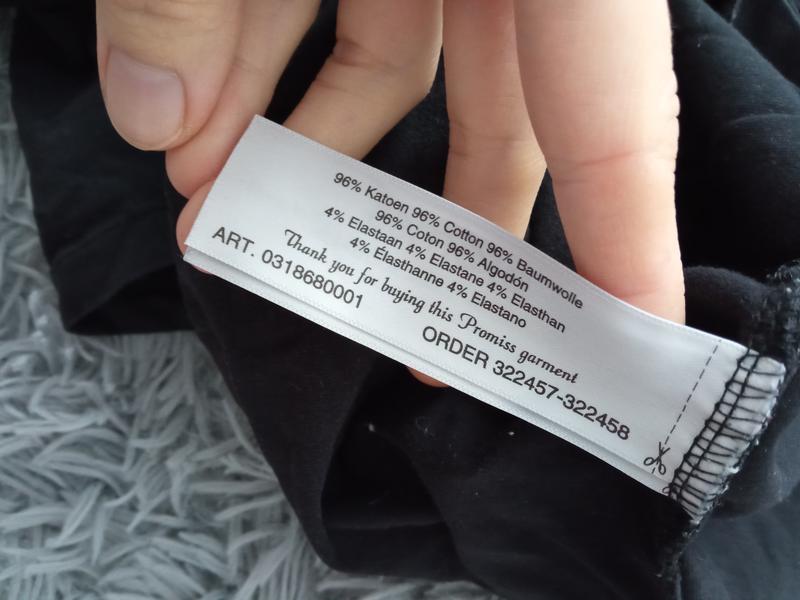 96% Katoen 96% Cotton 96% Baumwolle
96% Coton 96% Algodón
4% Elastaan 4% Elastane 4% Elasthan
4% Élasthanne 4% Elastano
Thank you for buying this Promiss garment
ART. 0318680001
ORDER 322457-322458